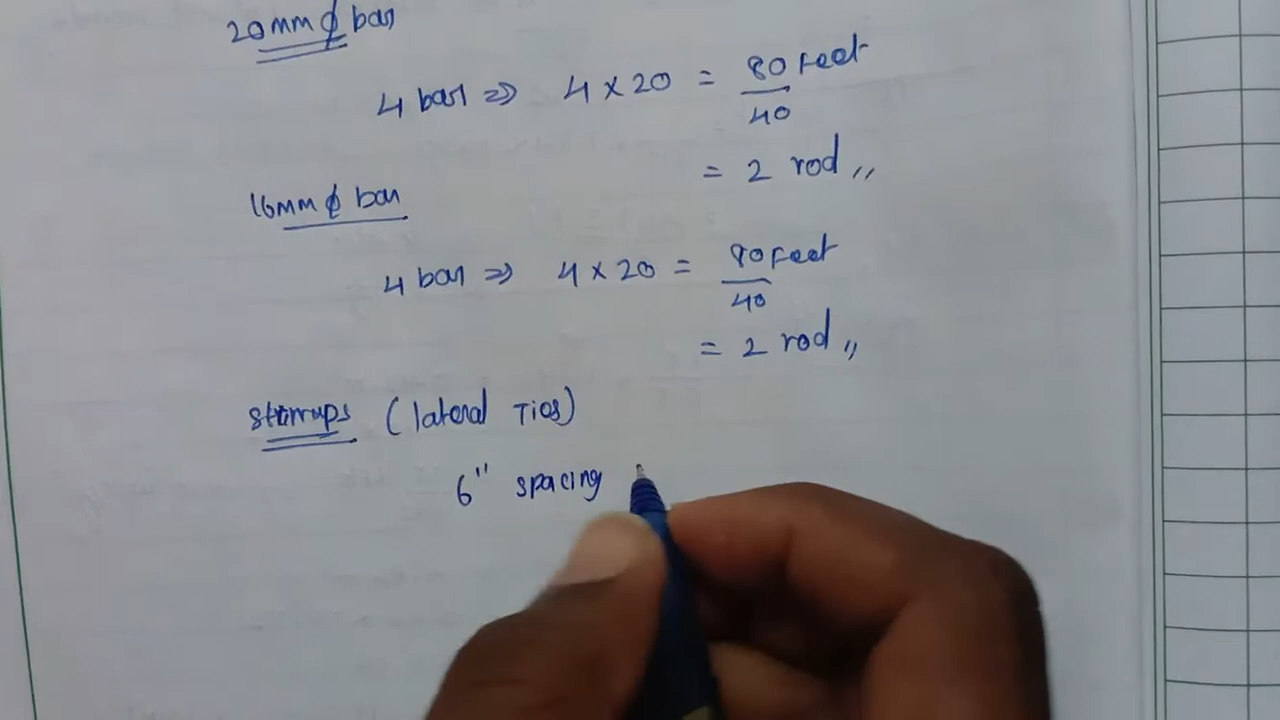 20mm ϕ bar
4 bar ⇒ 4 × 20 = 80 Feet
40
= 2 rod ,,
16mm ϕ bar
4 bar ⇒ 4 × 20 = 80 Feet
40
= 2 rod ,,
Stirrups (lateral Ties)
6" spacing